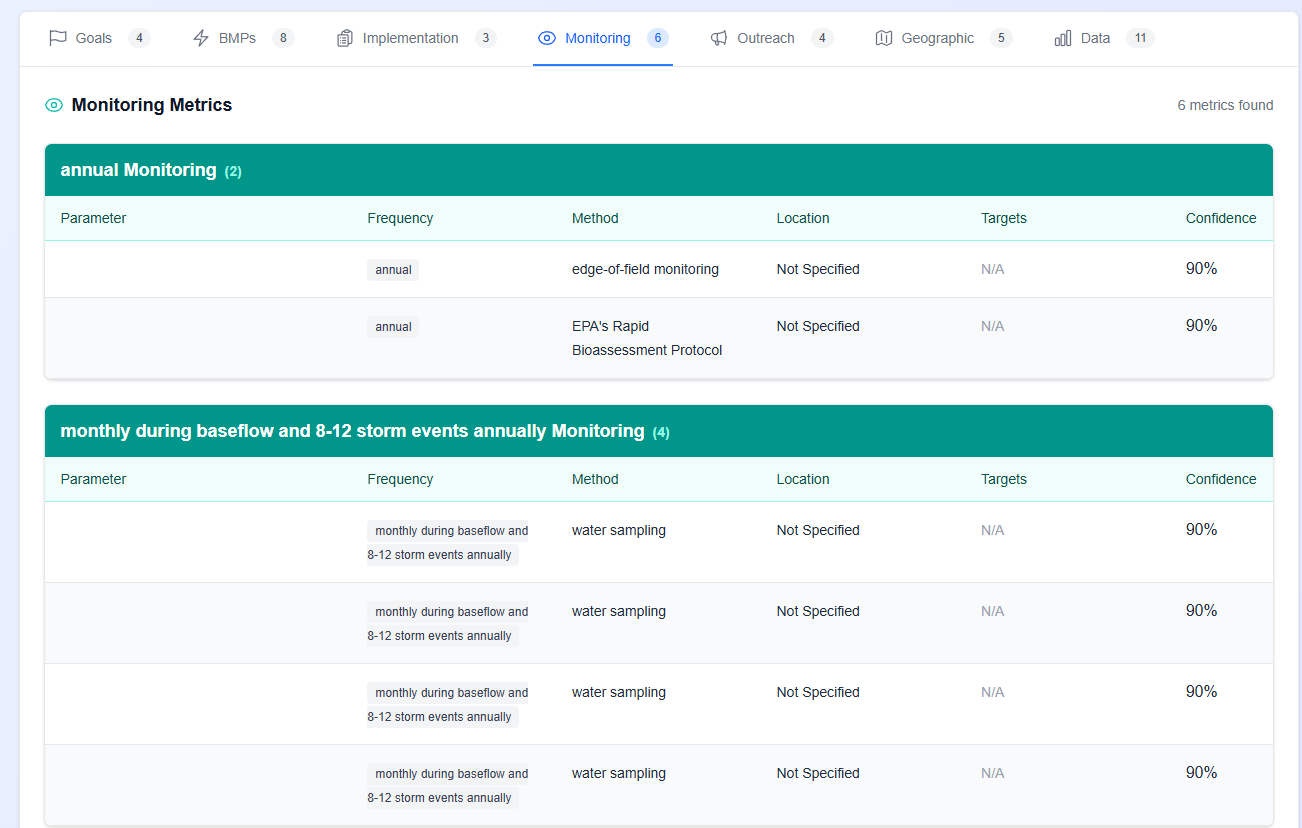 Goals 4 BMPs 8 Implementation 3 Monitoring 6 Outreach 4 Geographic 5 Data 11
Monitoring Metrics 6 metrics found
annual Monitoring (2)
Parameter Frequency Method Location Targets Confidence
annual edge-of-field monitoring Not Specified N/A 90%
annual EPA's Rapid Not Specified N/A 90%
Bioassessment Protocol
monthly during baseflow and 8-12 storm events annually Monitoring (4)
Parameter Frequency Method Location Targets Confidence
monthly during baseflow and water sampling Not Specified N/A 90%
8-12 storm events annually
monthly during baseflow and water sampling Not Specified N/A 90%
8-12 storm events annually
monthly during baseflow and water sampling Not Specified N/A 90%
8-12 storm events annually
monthly during baseflow and water sampling Not Specified N/A 90%
8-12 storm events annually